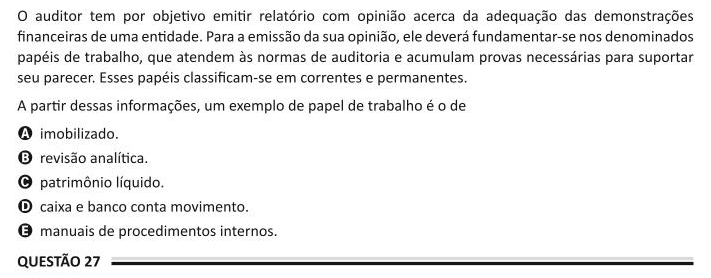 O auditor tem por objetivo emitir relatório com opinião acerca da adequação das demonstrações
financeiras de uma entidade. Para a emissão da sua opinião, ele deverá fundamentar-se nos denominados
papéis de trabalho, que atendem às normas de auditoria e acumulam provas necessárias para suportar
seu parecer. Esses papéis classificam-se em correntes e permanentes.
A partir dessas informações, um exemplo de papel de trabalho é o de
A imobilizado.
B revisão analítica.
C patrimônio líquido.
D caixa e banco conta movimento.
E manuais de procedimentos internos.
QUESTÃO 27